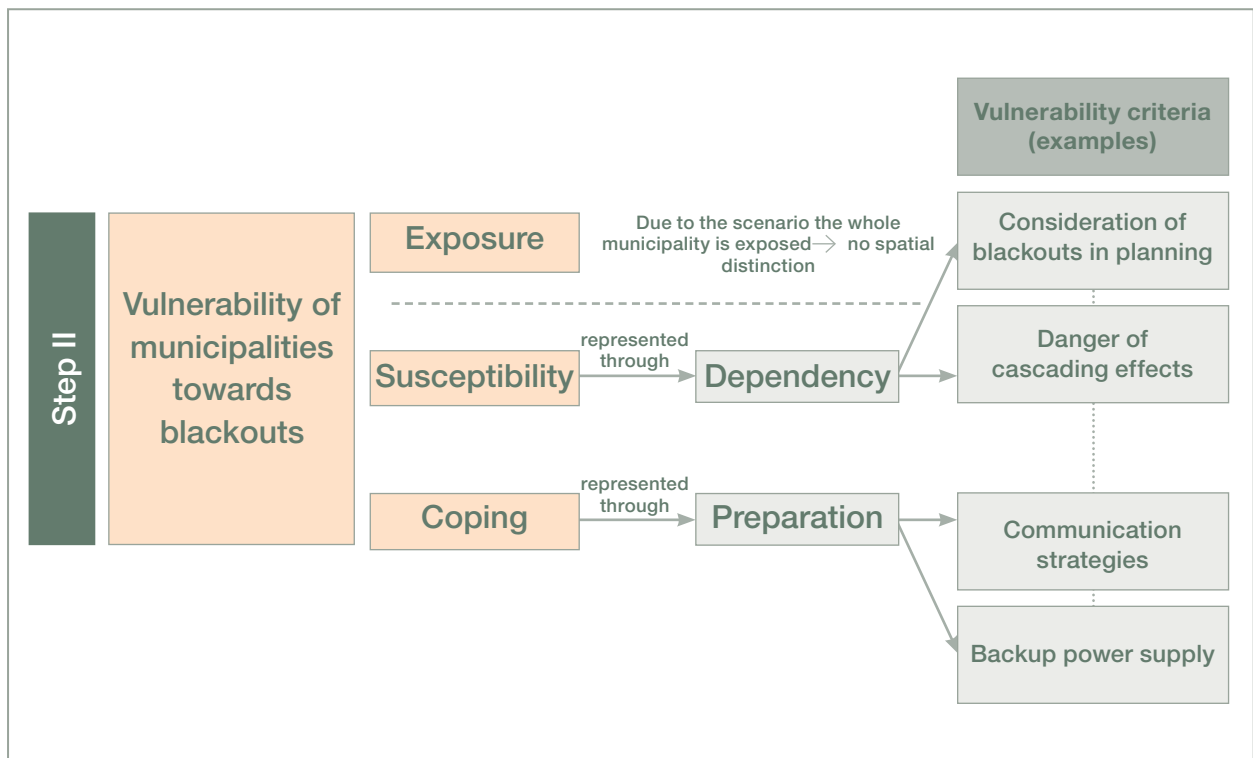 Vulnerability criteria
(examples)
Step II
Vulnerability of
municipalities
towards
blackouts
Exposure
Due to the scenario the whole
municipality is exposed→ no spatial
distinction
Consideration of
blackouts in planning
Susceptibility
represented
through
Dependency
Danger of
cascading effects
Coping
represented
through
Preparation
Communication
strategies
Backup power supply